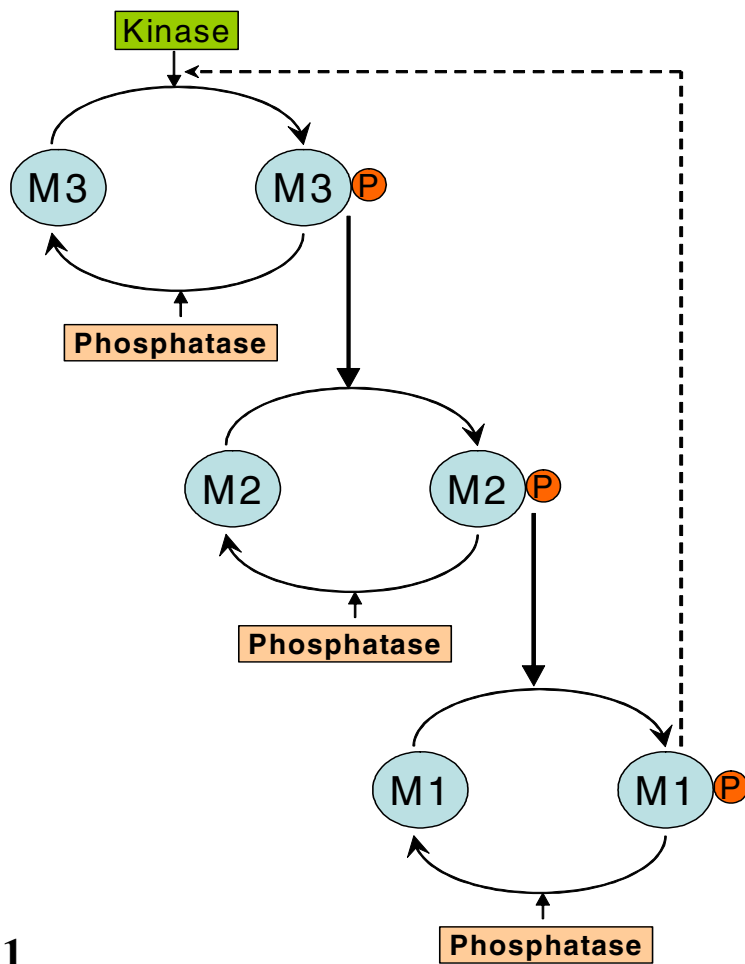 Kinase
M3 M3 P
Phosphatase
M2 M2 P
Phosphatase
M1 M1 P
Phosphatase
1